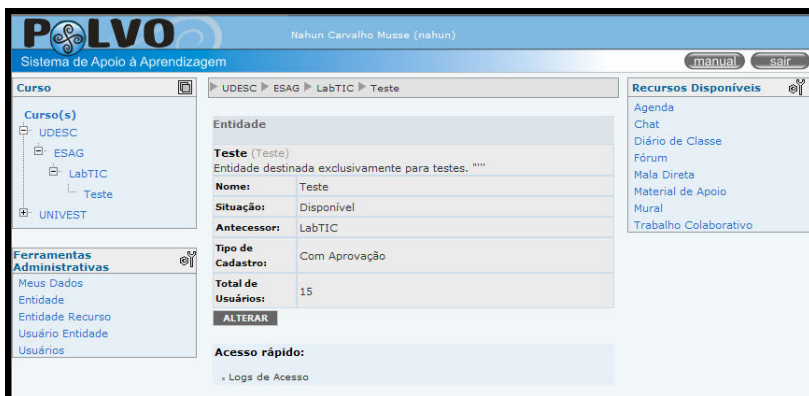 POLVO
Nahun Carvalho Musse (nahun)
Sistema de Apoio à Aprendizagem
manual
sair
Curso
Curso(s)
UDESC
ESAG
LabTIC
Teste
UNIVEST
Ferramentas
Administrativas
Meus Dados
Entidade
Entidade Recurso
Usuário Entidade
Usuários
UDESC ESAG LabTIC Teste
Entidade
Teste (Teste)
Entidade destinada exclusivamente para testes. """
Nome: Teste
Situação: Disponível
Antecessor: LabTIC
Tipo de
Cadastro: Com Aprovação
Total de
Usuários: 15
ALTERAR
Acesso rápido:
Logs de Acesso
Recursos Disponíveis
Agenda
Chat
Diário de Classe
Fórum
Mala Direta
Material de Apoio
Mural
Trabalho Colaborativo